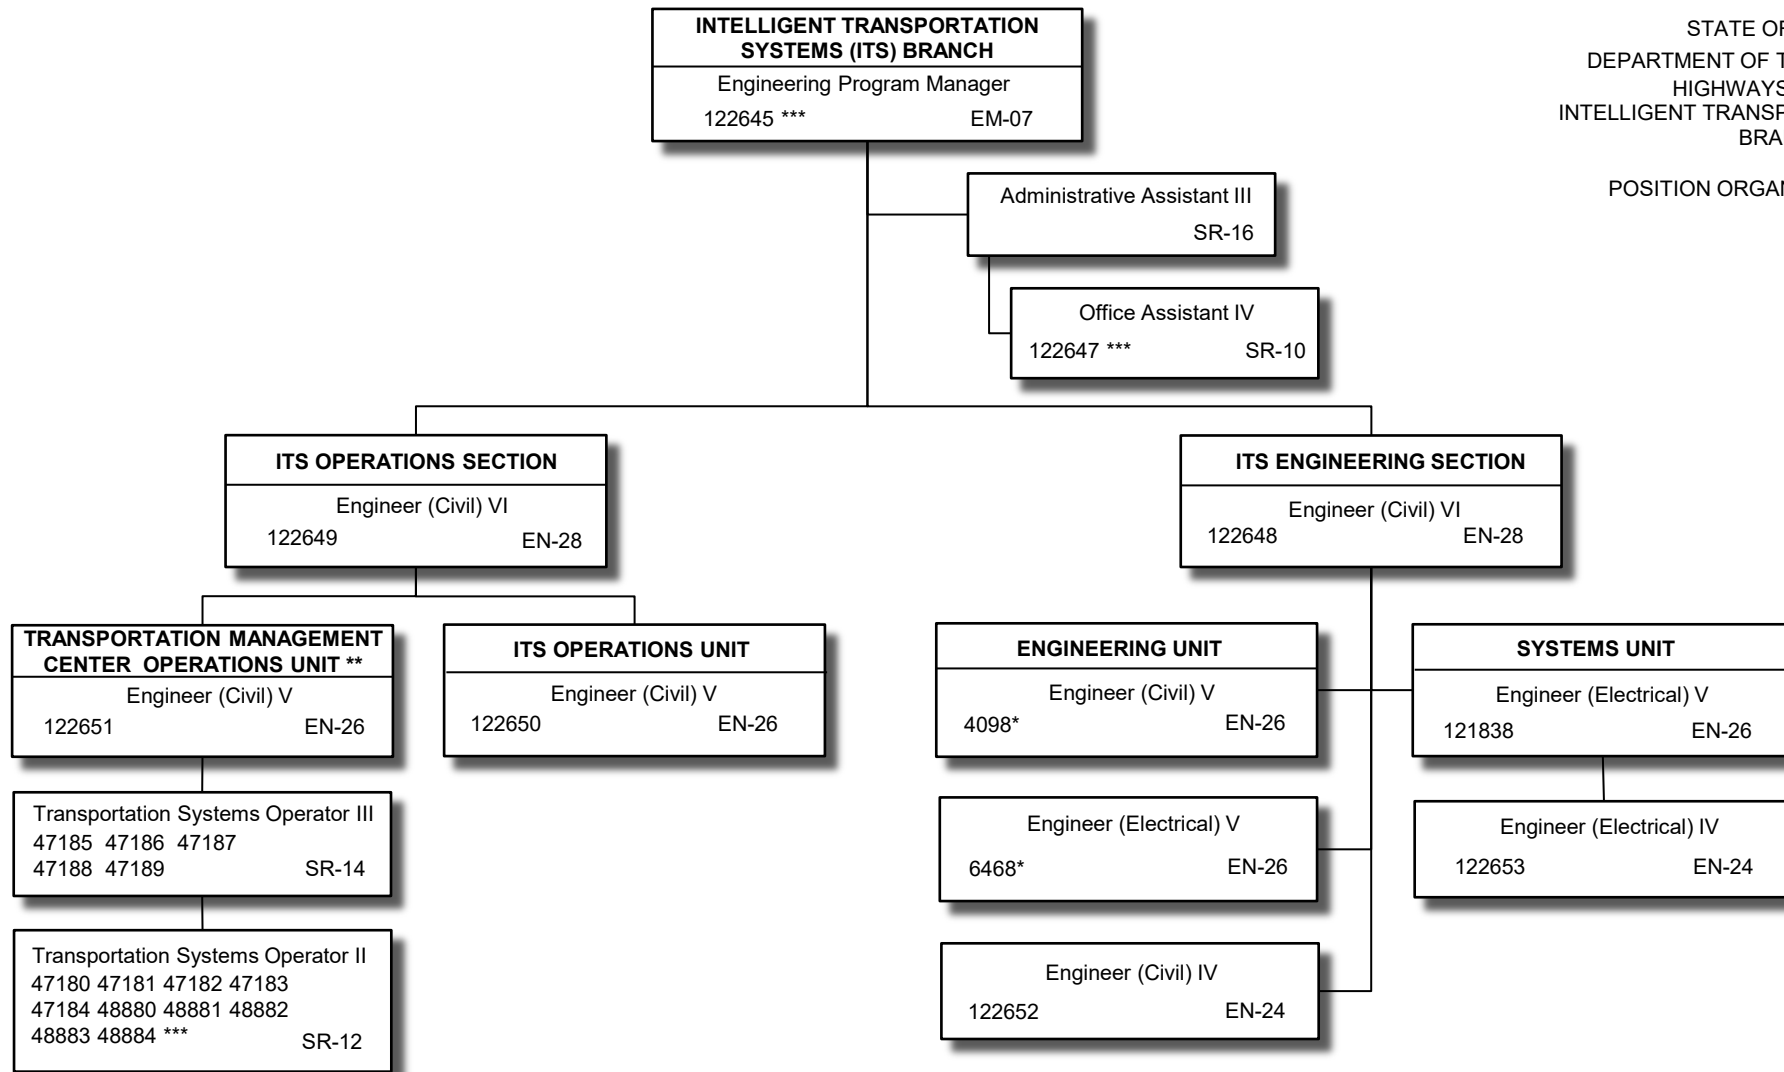 INTELLIGENT TRANSPORTATION
SYSTEMS (ITS) BRANCH
Engineering Program Manager
122645 *** EM-07
STATE OF
DEPARTMENT OF T
HIGHWAYS
INTELLIGENT TRANSP
BRA
POSITION ORGAN
Administrative Assistant III
SR-16
Office Assistant IV
122647 *** SR-10
ITS OPERATIONS SECTION
Engineer (Civil) VI
122649 EN-28
ITS ENGINEERING SECTION
Engineer (Civil) VI
122648 EN-28
TRANSPORTATION MANAGEMENT
CENTER OPERATIONS UNIT **
Engineer (Civil) V
122651 EN-26
ITS OPERATIONS UNIT
Engineer (Civil) V
122650 EN-26
ENGINEERING UNIT
Engineer (Civil) V
4098* EN-26
SYSTEMS UNIT
Engineer (Electrical) V
121838 EN-26
Transportation Systems Operator III
47185 47186 47187
47188 47189 SR-14
Engineer (Electrical) V
6468* EN-26
Engineer (Electrical) IV
122653 EN-24
Transportation Systems Operator II
47180 47181 47182 47183
47184 48880 48881 48882
48883 48884 *** SR-12
Engineer (Civil) IV
122652 EN-24